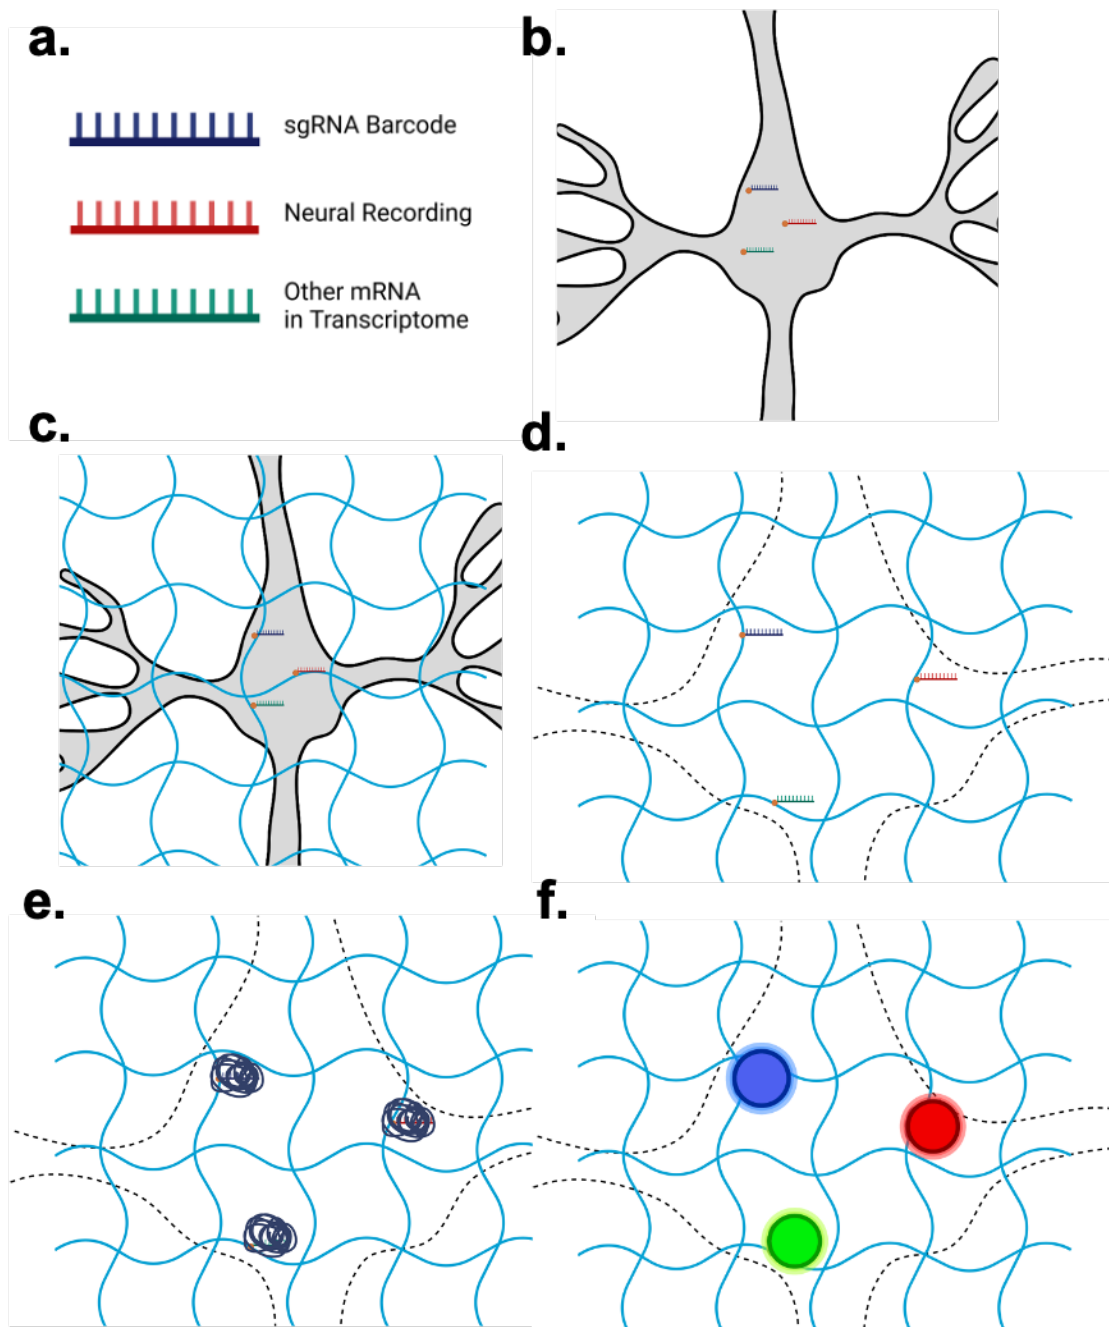 a.
sgRNA Barcode
Neural Recording
Other mRNA
in Transcriptome
b.
c.
d.
e.
f.